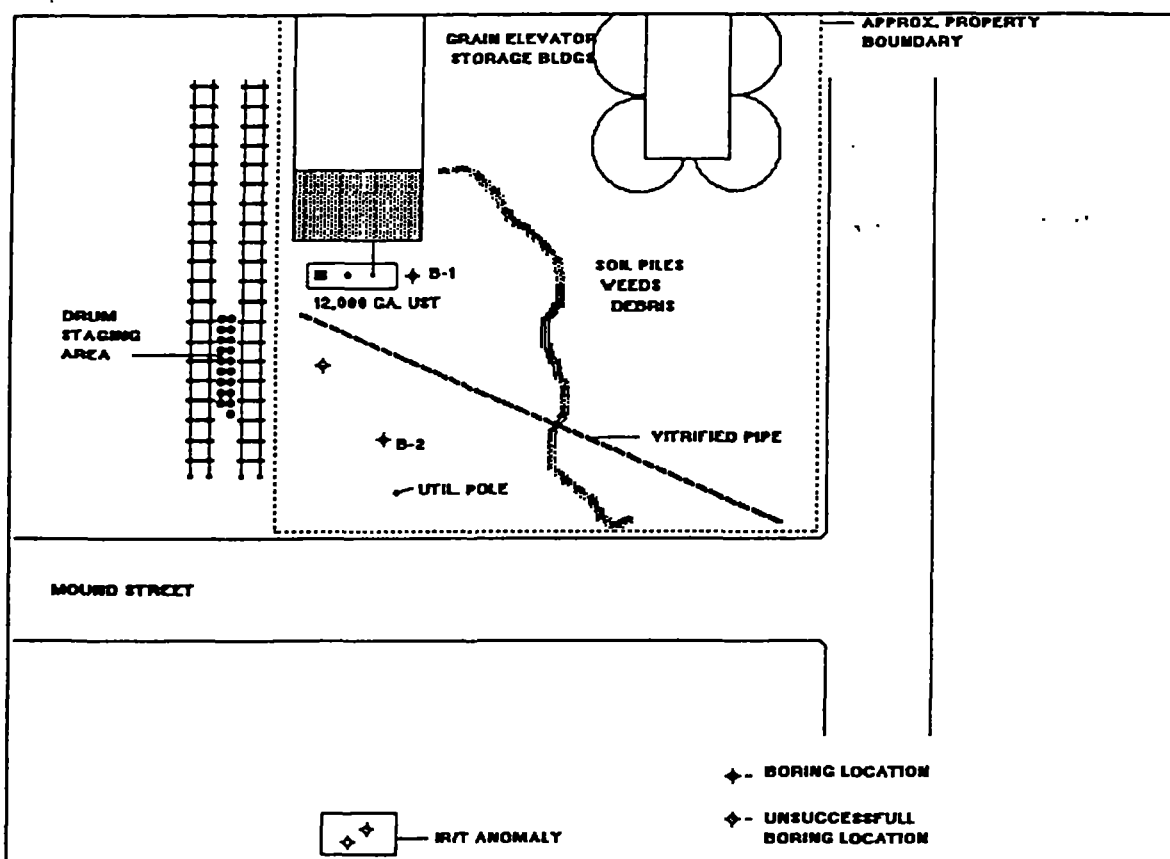 GRAIN ELEVATOR
STORAGE BLDGS
APPROX. PROPERTY
BOUNDARY
B-1
12,000 GA. UST
SOIL PILES
WEEDS
DEBRIS
DRUM
STAGING
AREA
VITRIFIED PIPE
B-2
UTIL. POLE
MOUND STREET
BORING LOCATION
UNSUCCESSFULL
BORING LOCATION
IR/T ANOMALY